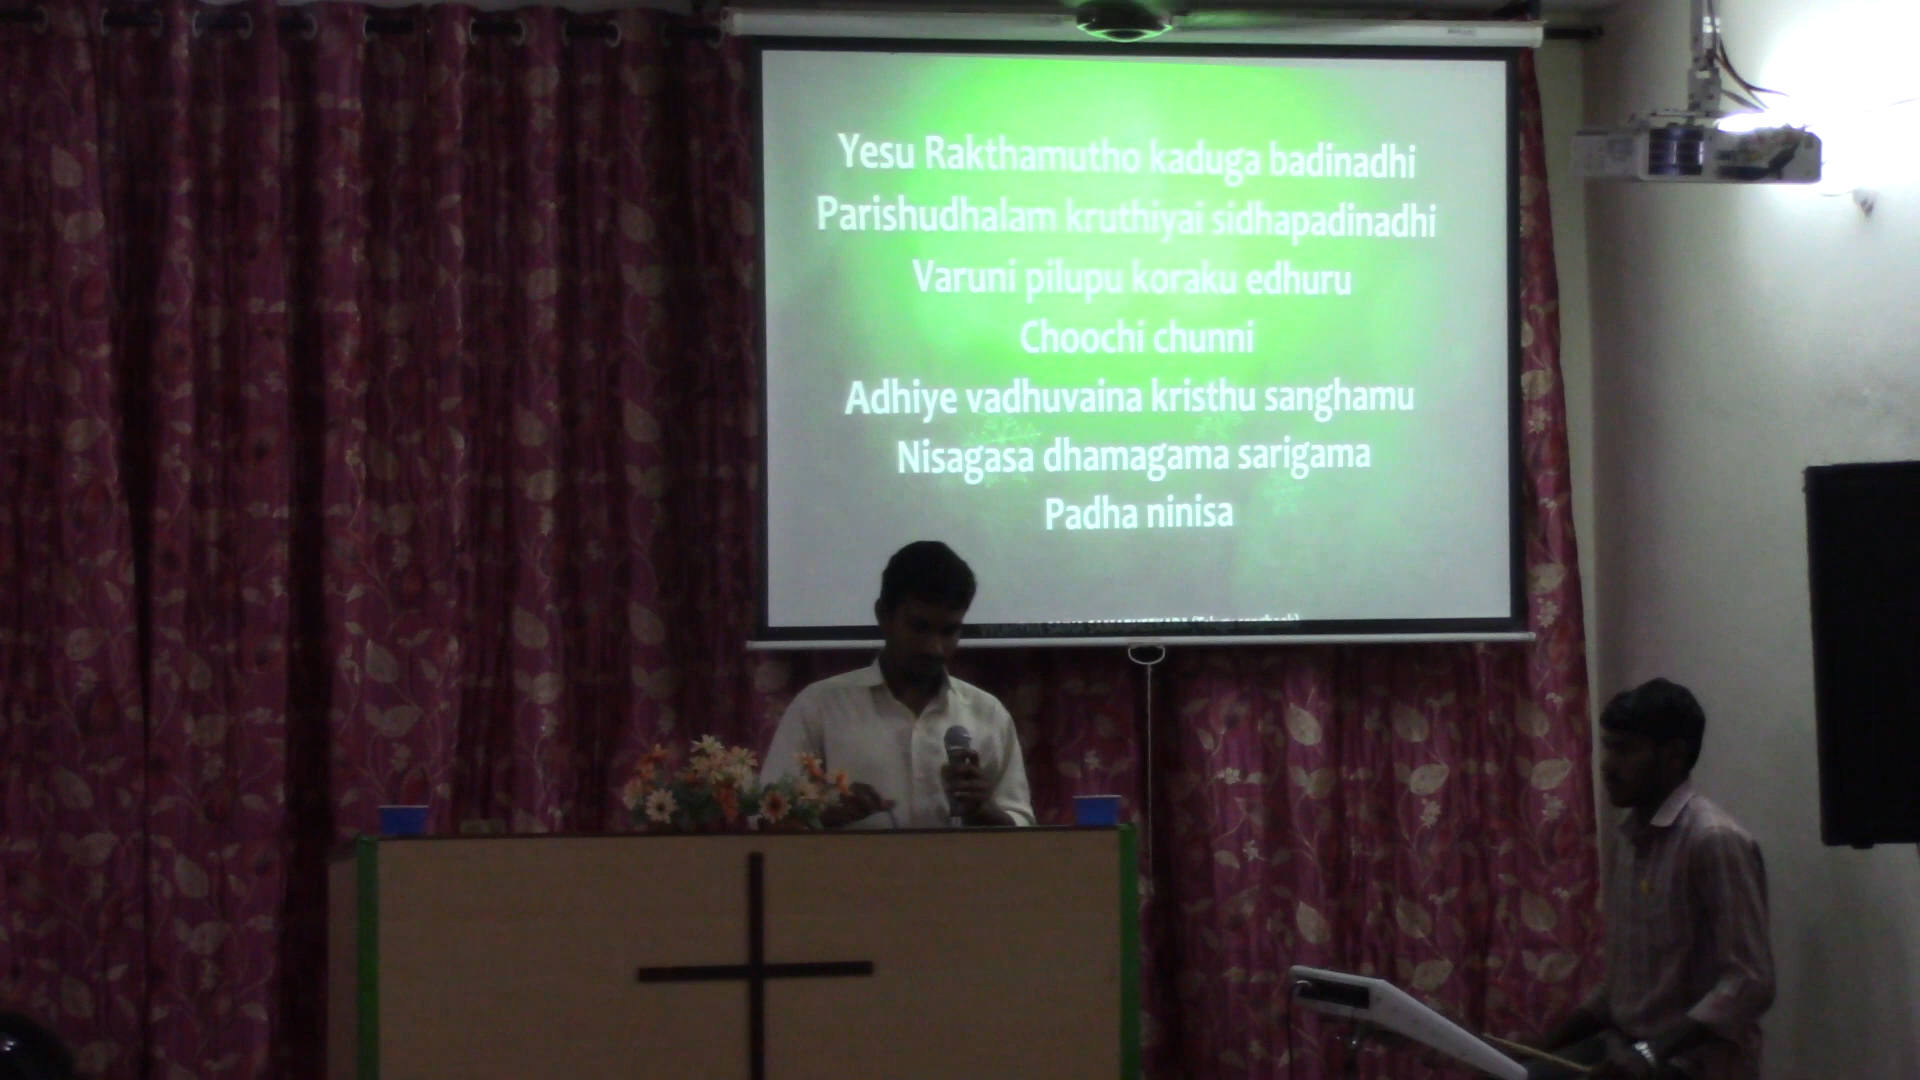 Yesu Rakthamutho kaduga badinadhi
Parishudhalam kruthiyai sidhapadinadhi
Varuni pilupu koraku edhuru
Choochi chunni
Adhiye vadhuvaina kristhu sanghamu
Nisagasa dhamagama sarigama
Padha ninisa